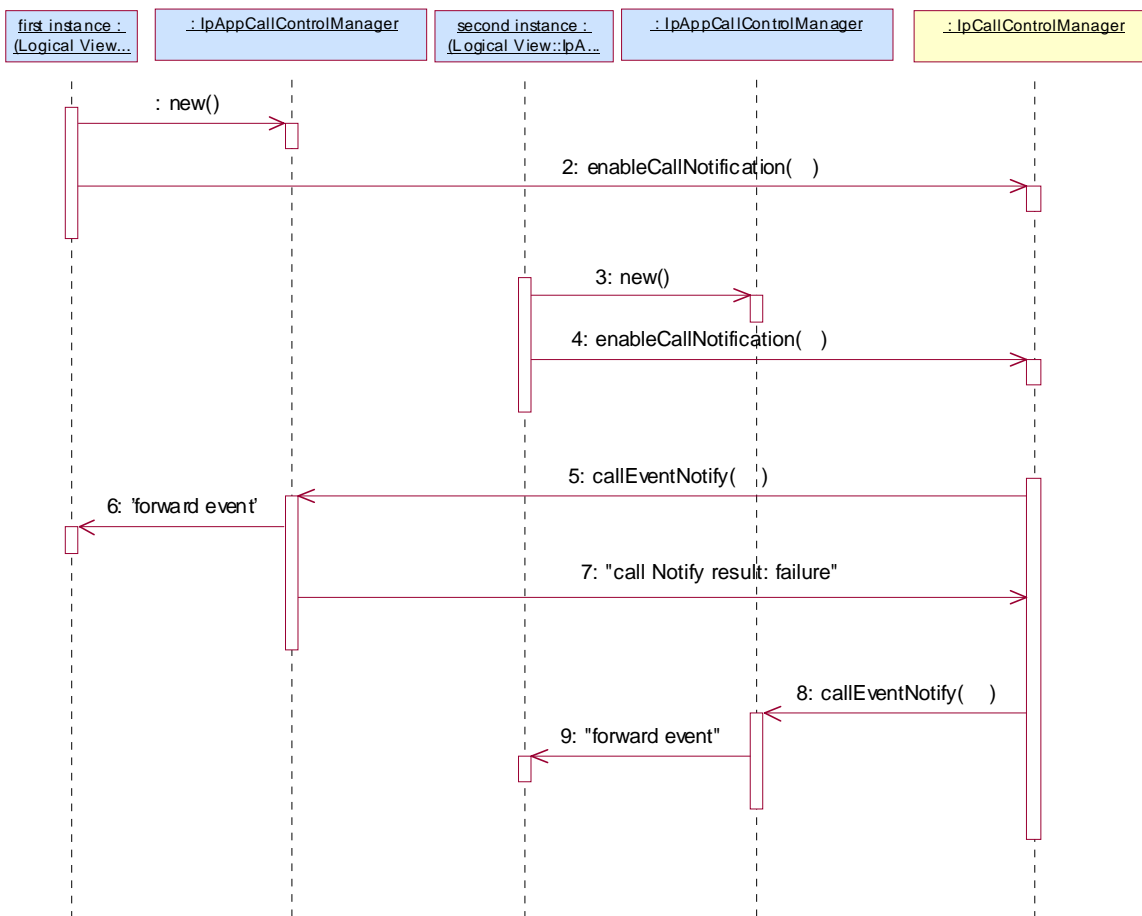 first instance :
(Logical View...
: IpAppCallControlManager
second instance :
(Logical View::IpA...
: IpAppCallControlManager
: IpCallControlManager
: new()
2: enableCallNotification( )
3: new()
4: enableCallNotification( )
5: callEventNotify( )
6: 'forward event'
7: "call Notify result: failure"
8: callEventNotify( )
9: "forward event"